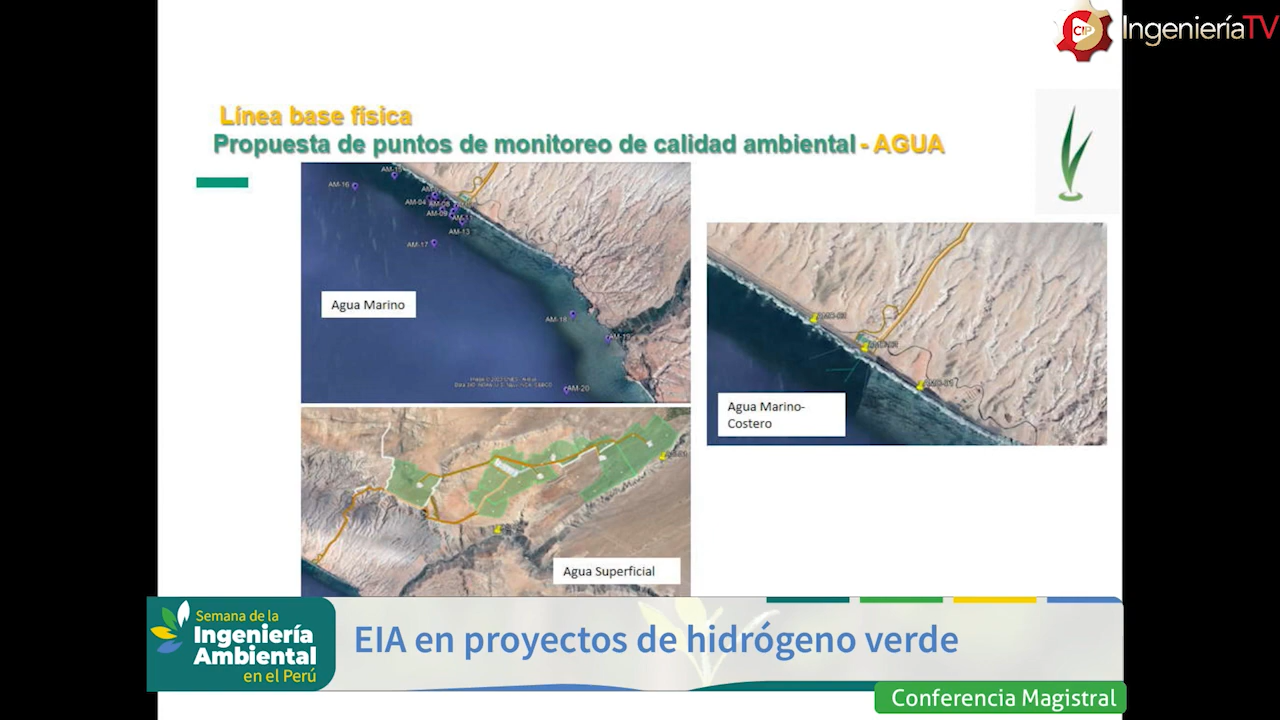 CIP
IngenieríaTV
Línea base física
Propuesta de puntos de monitoreo de calidad ambiental - AGUA
AM-16
AM-04
AM-08
AM-09
AM-13
AM-17
AM-18
AM-19
AM-20
Agua Marino
Agua Marino-
Costero
Agua Superficial
Semana de la
Ingeniería
Ambiental
en el Perú
EIA en proyectos de hidrógeno verde
Conferencia Magistral